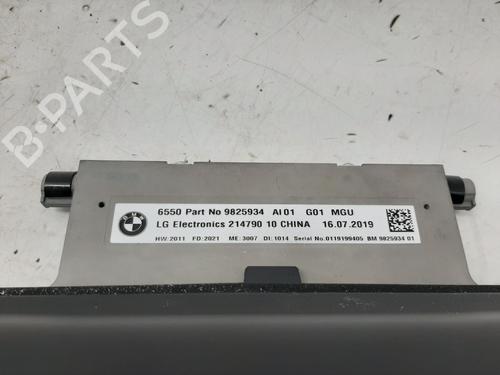 B-PARTS
BMW
6550 Part No 9825934 AI01 G01 MGU
LG Electronics 214790 10 CHINA 16.07.2019
HW:2011 FD:2021 ME:3007 DI:1014 Serial No:0119199405 BM 9825934 01